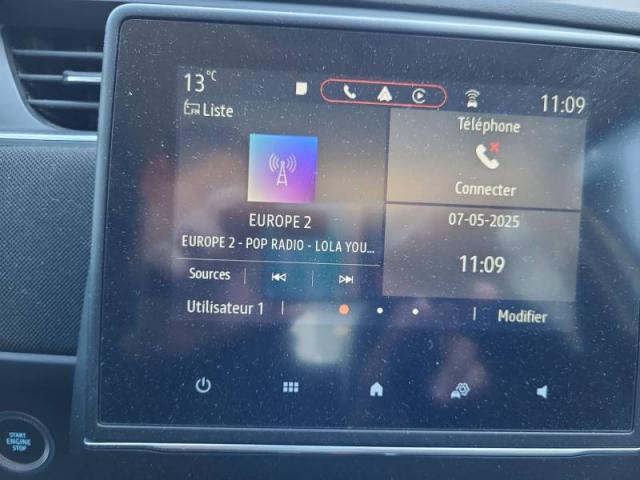 13°C
11:09
FM Liste
Téléphone
Connecter
EUROPE 2
EUROPE 2 - POP RADIO - LOLA YOU...
07-05-2025
11:09
Sources
Utilisateur 1
Modifier
START
ENGINE
STOP